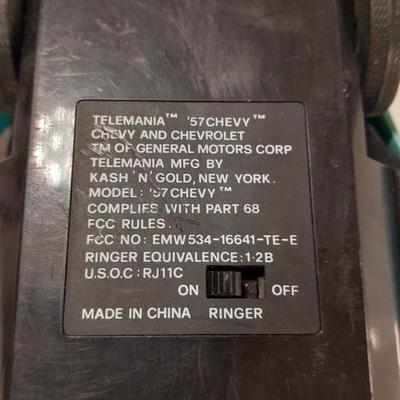 TELEMANIA™ '57CHEVY™
CHEVY AND CHEVROLET
TM OF GENERAL MOTORS CORP
TELEMANIA MFG BY
KASH 'N' GOLD, NEW YORK.
MODEL: '57CHEVY™
COMPLIES WITH PART 68
FCC RULES.
FCC NO: EMW534-16641-TE-E
RINGER EQUIVALENCE:1·2B
U.S.O.C: RJ11C
ON OFF
MADE IN CHINA RINGER